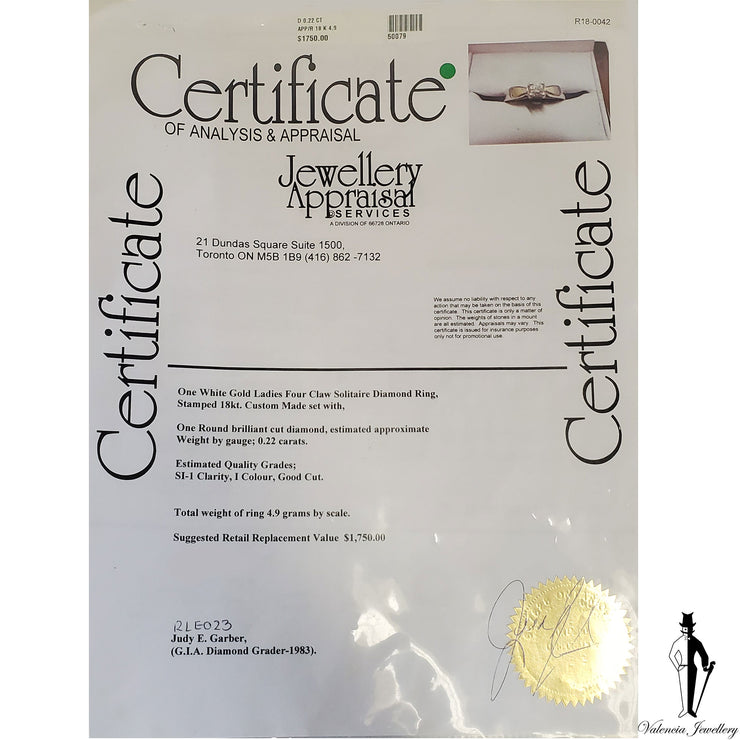 D 0.22 CT
APP/R 18 K 4.9
$1750.00
50079
R18-0042
Certificate
OF ANALYSIS & APPRAISAL
Jewellery
Appraisal
SERVICES
A DIVISION OF 66728 ONTARIO
21 Dundas Square Suite 1500,
Toronto ON M5B 1B9 (416) 862 -7132
Certificate
Certificate
We assume no liability with respect to any
action that may be taken on the basis of this
certificate. This certificate is only a matter of
opinion. The weights of stones in a mount
are all estimated. Appraisals may vary. This
certificate is issued for insurance purposes
only not for promotional use.
One White Gold Ladies Four Claw Solitaire Diamond Ring,
Stamped 18kt. Custom Made set with,
One Round brilliant cut diamond, estimated approximate
Weight by gauge; 0.22 carats.
Estimated Quality Grades;
SI-1 Clarity, I Colour, Good Cut.
Total weight of ring 4.9 grams by scale.
Suggested Retail Replacement Value $1,750.00
RLE023
Judy E. Garber,
(G.I.A. Diamond Grader-1983).
Valencia Jewellery